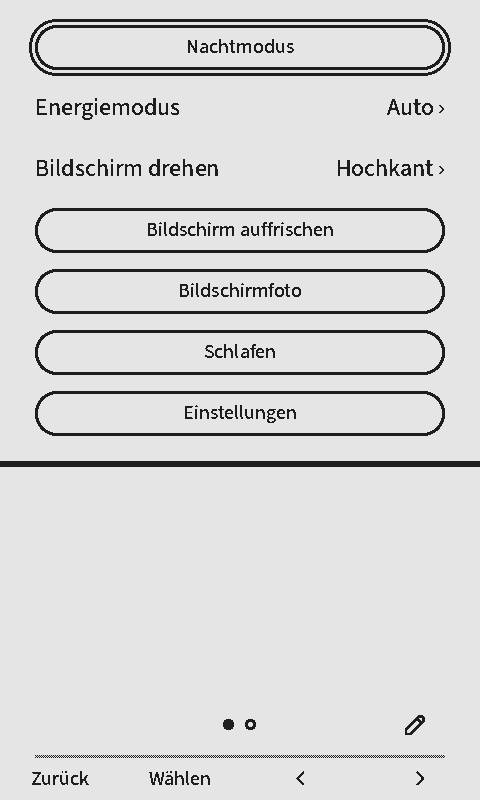 Nachtmodus
Energiemodus Auto ›
Bildschirm drehen Hochkant ›
Bildschirm auffrischen
Bildschirmfoto
Schlafen
Einstellungen
Zurück Wählen